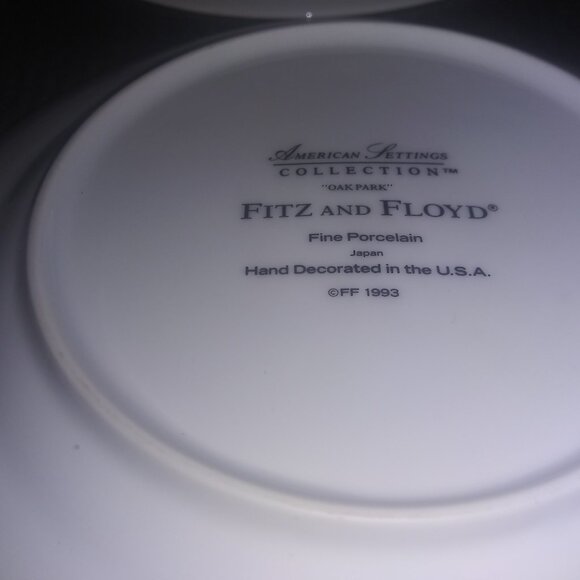 AMERICAN SETTINGS
COLLECTION™
"OAK PARK"
FITZ AND FLOYD®
Fine Porcelain
Japan
Hand Decorated in the U.S.A.
©FF 1993